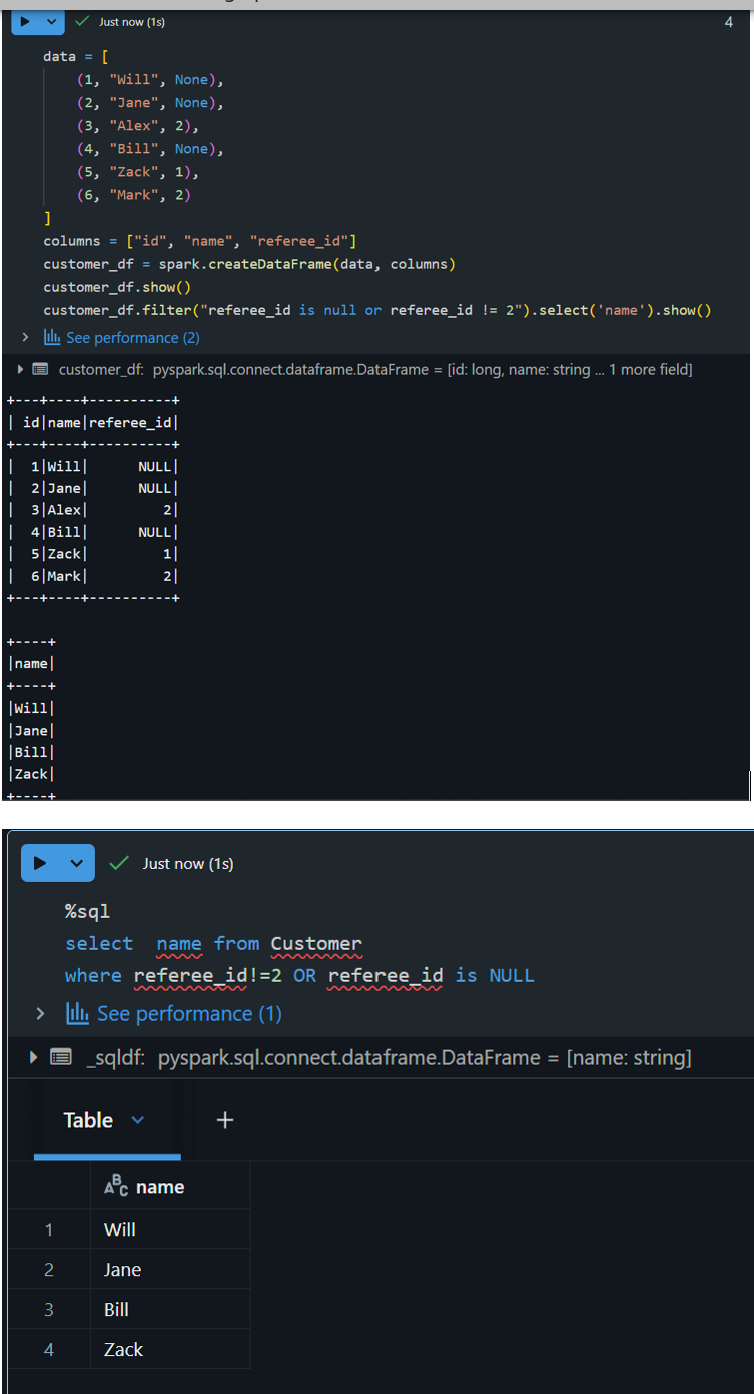 Just now (1s)
4
data = [
(1, "Will", None),
(2, "Jane", None),
(3, "Alex", 2),
(4, "Bill", None),
(5, "Zack", 1),
(6, "Mark", 2)
]
columns = ["id", "name", "referee_id"]
customer_df = spark.createDataFrame(data, columns)
customer_df.show()
customer_df.filter("referee_id is null or referee_id != 2").select('name').show()
See performance (2)
customer_df: pyspark.sql.connect.dataframe.DataFrame = [id: long, name: string ... 1 more field]
+---+----+----------+
| id|name|referee_id|
+---+----+----------+
|  1|Will|      NULL|
|  2|Jane|      NULL|
|  3|Alex|         2|
|  4|Bill|      NULL|
|  5|Zack|         1|
|  6|Mark|         2|
+---+----+----------+
+----+
|name|
+----+
|Will|
|Jane|
|Bill|
|Zack|
+----+
Just now (1s)
%sql
select  name from Customer
where referee_id!=2 OR referee_id is NULL
See performance (1)
_sqldf: pyspark.sql.connect.dataframe.DataFrame = [name: string]
Table +
ABC name
1 Will
2 Jane
3 Bill
4 Zack